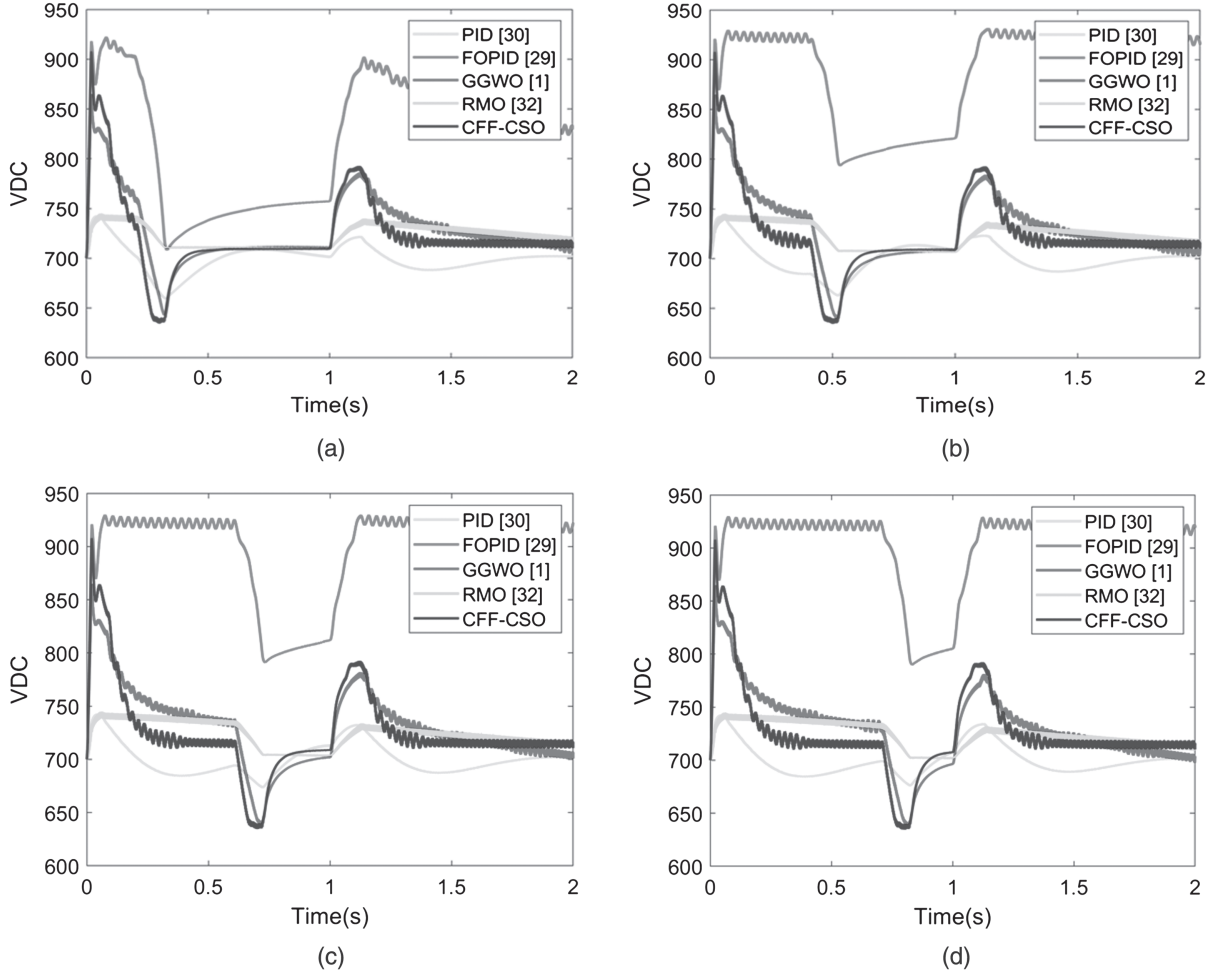 950
900
850
800
750
700
650
600
VDC
PID [30]
FOPID [29]
GGWO [1]
RMO [32]
CFF-CSO
0
0.5
1
1.5
2
Time(s)
(a)
950
900
850
800
750
700
650
600
VDC
PID [30]
FOPID [29]
GGWO [1]
RMO [32]
CFF-CSO
0
0.5
1
1.5
2
Time(s)
(b)
950
900
850
800
750
700
650
600
VDC
PID [30]
FOPID [29]
GGWO [1]
RMO [32]
CFF-CSO
0
0.5
1
1.5
2
Time(s)
(c)
950
900
850
800
750
700
650
600
VDC
PID [30]
FOPID [29]
GGWO [1]
RMO [32]
CFF-CSO
0
0.5
1
1.5
2
Time(s)
(d)